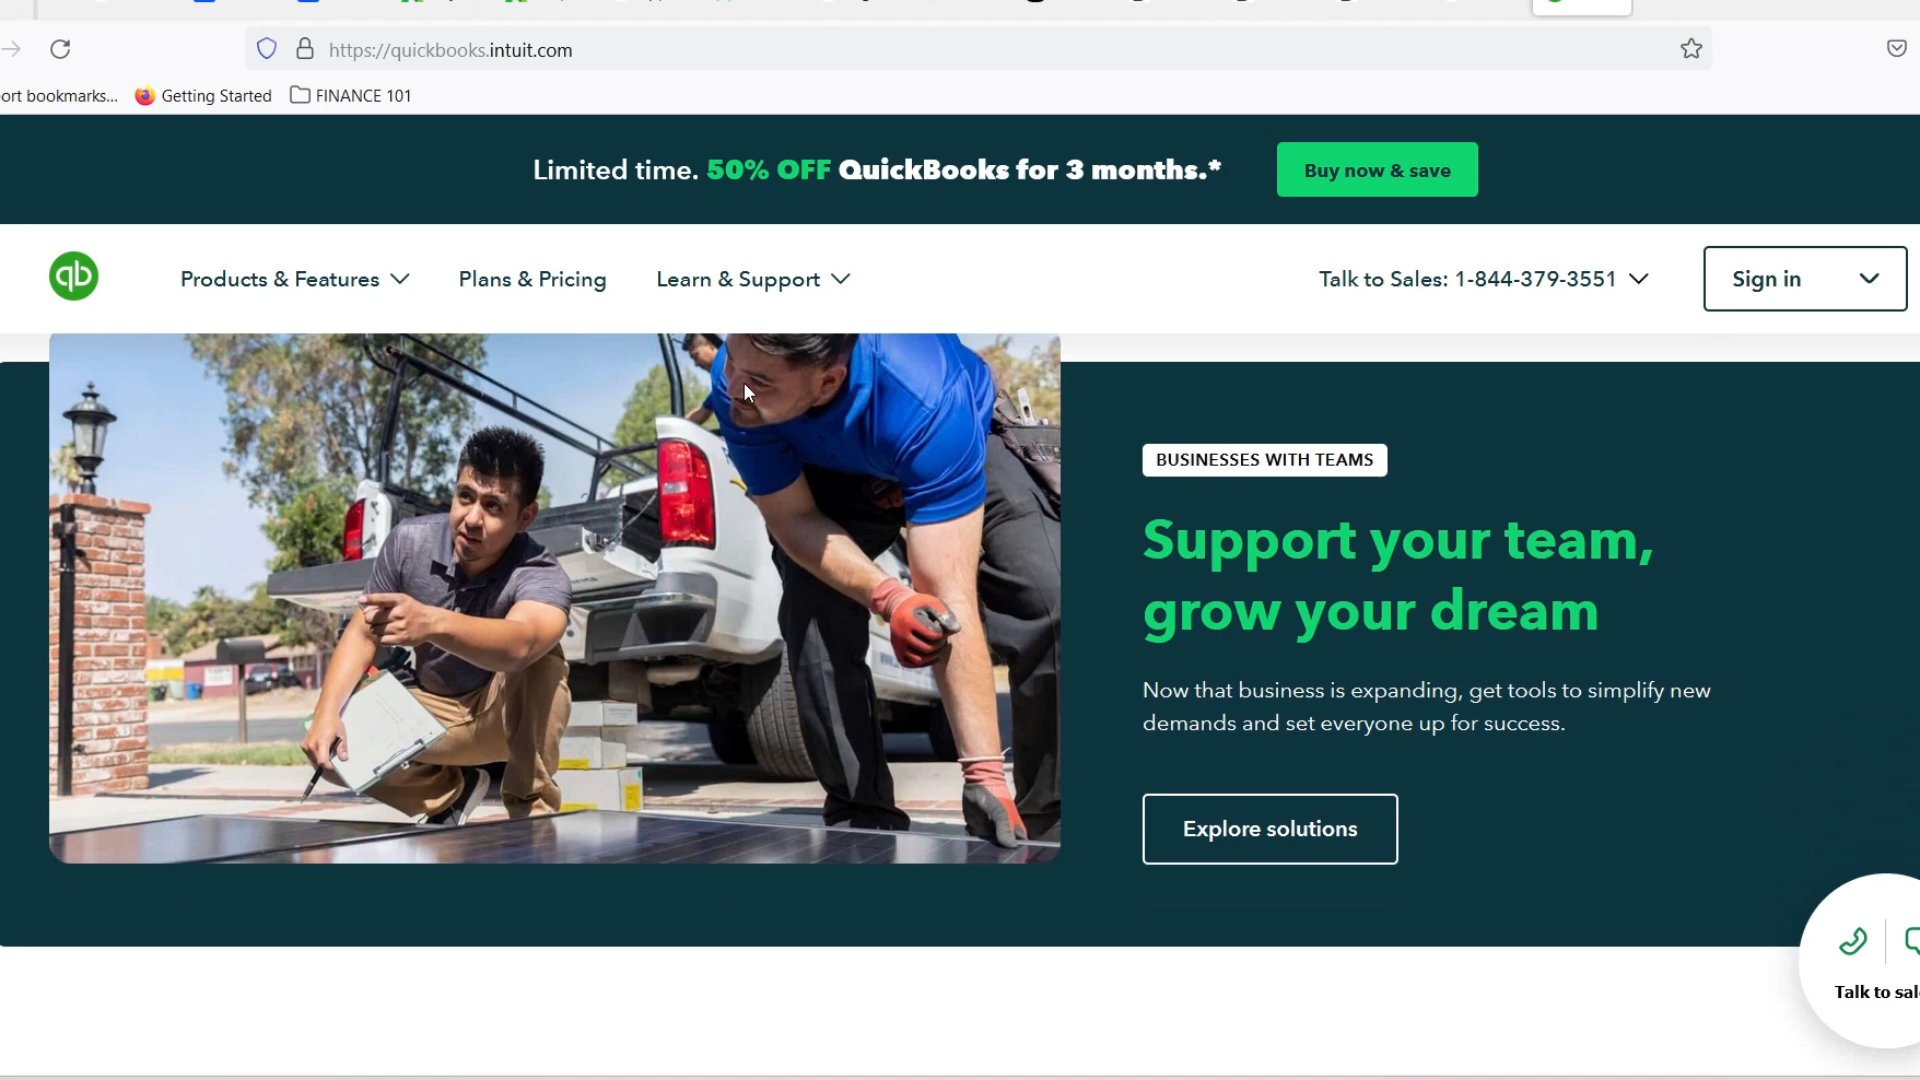 https://quickbooks.intuit.com
ort bookmarks...
Getting Started
FINANCE 101
Limited time. 50% OFF QuickBooks for 3 months.*
Buy now & save
qb
Products & Features
Plans & Pricing
Learn & Support
Talk to Sales: 1-844-379-3551
Sign in
BUSINESSES WITH TEAMS
Support your team,
grow your dream
Now that business is expanding, get tools to simplify new
demands and set everyone up for success.
Explore solutions
Talk to sal